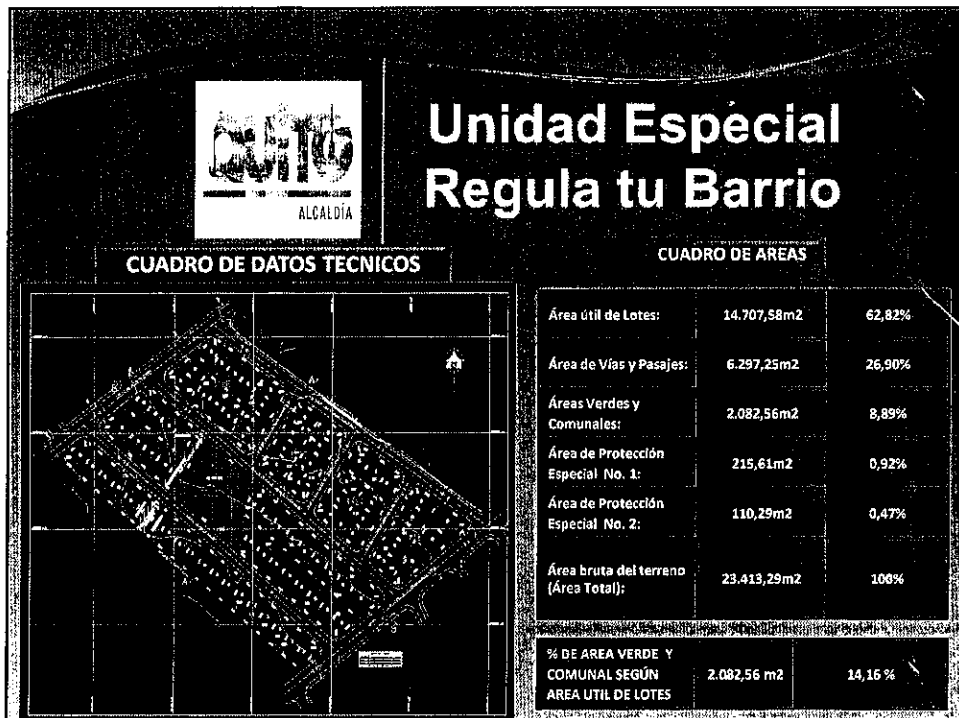 Unidad Especial
Regula tu Barrio
QUITO
ALCALDÍA
CUADRO DE DATOS TECNICOS
CUADRO DE AREAS
Área útil de Lotes: 14.707,58m2 62,82%
Área de Vías y Pasajes: 6.297,25m2 26,90%
Áreas Verdes y
Comunales: 2.082,56m2 8,89%
Área de Protección
Especial No. 1: 215,61m2 0,92%
Área de Protección
Especial No. 2: 110,29m2 0,47%
Área bruta del terreno
(Área Total): 23.413,29m2 100%
% DE AREA VERDE Y
COMUNAL SEGÚN
AREA UTIL DE LOTES 2.082,56 m2 14,16 %